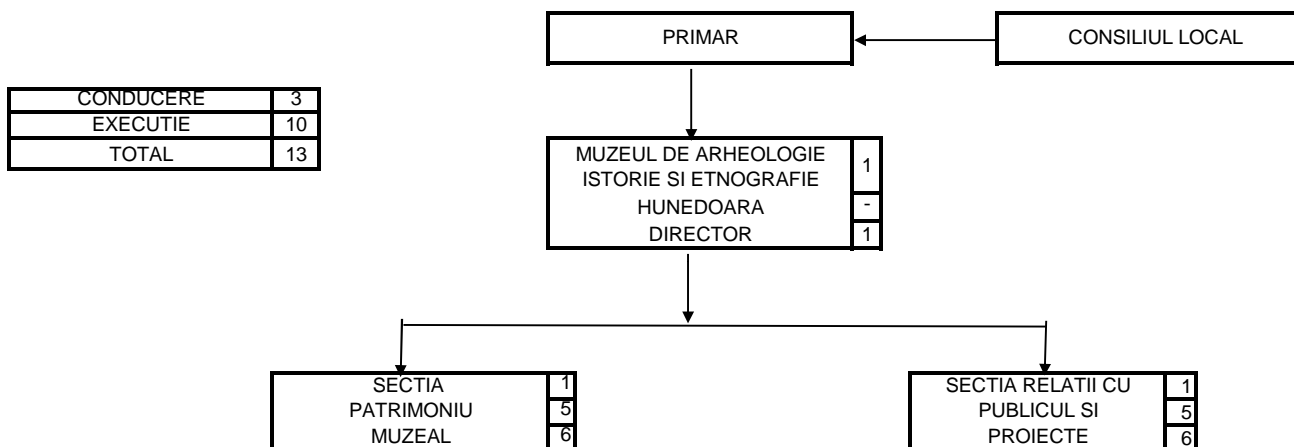 PRIMAR
CONSILIUL LOCAL
CONDUCERE 3
EXECUTIE 10
TOTAL 13
MUZEUL DE ARHEOLOGIE 1
ISTORIE SI ETNOGRAFIE
HUNEDOARA -
DIRECTOR 1
SECTIA 1
PATRIMONIU 5
MUZEAL 6
SECTIA RELATII CU 1
PUBLICUL SI 5
PROIECTE 6